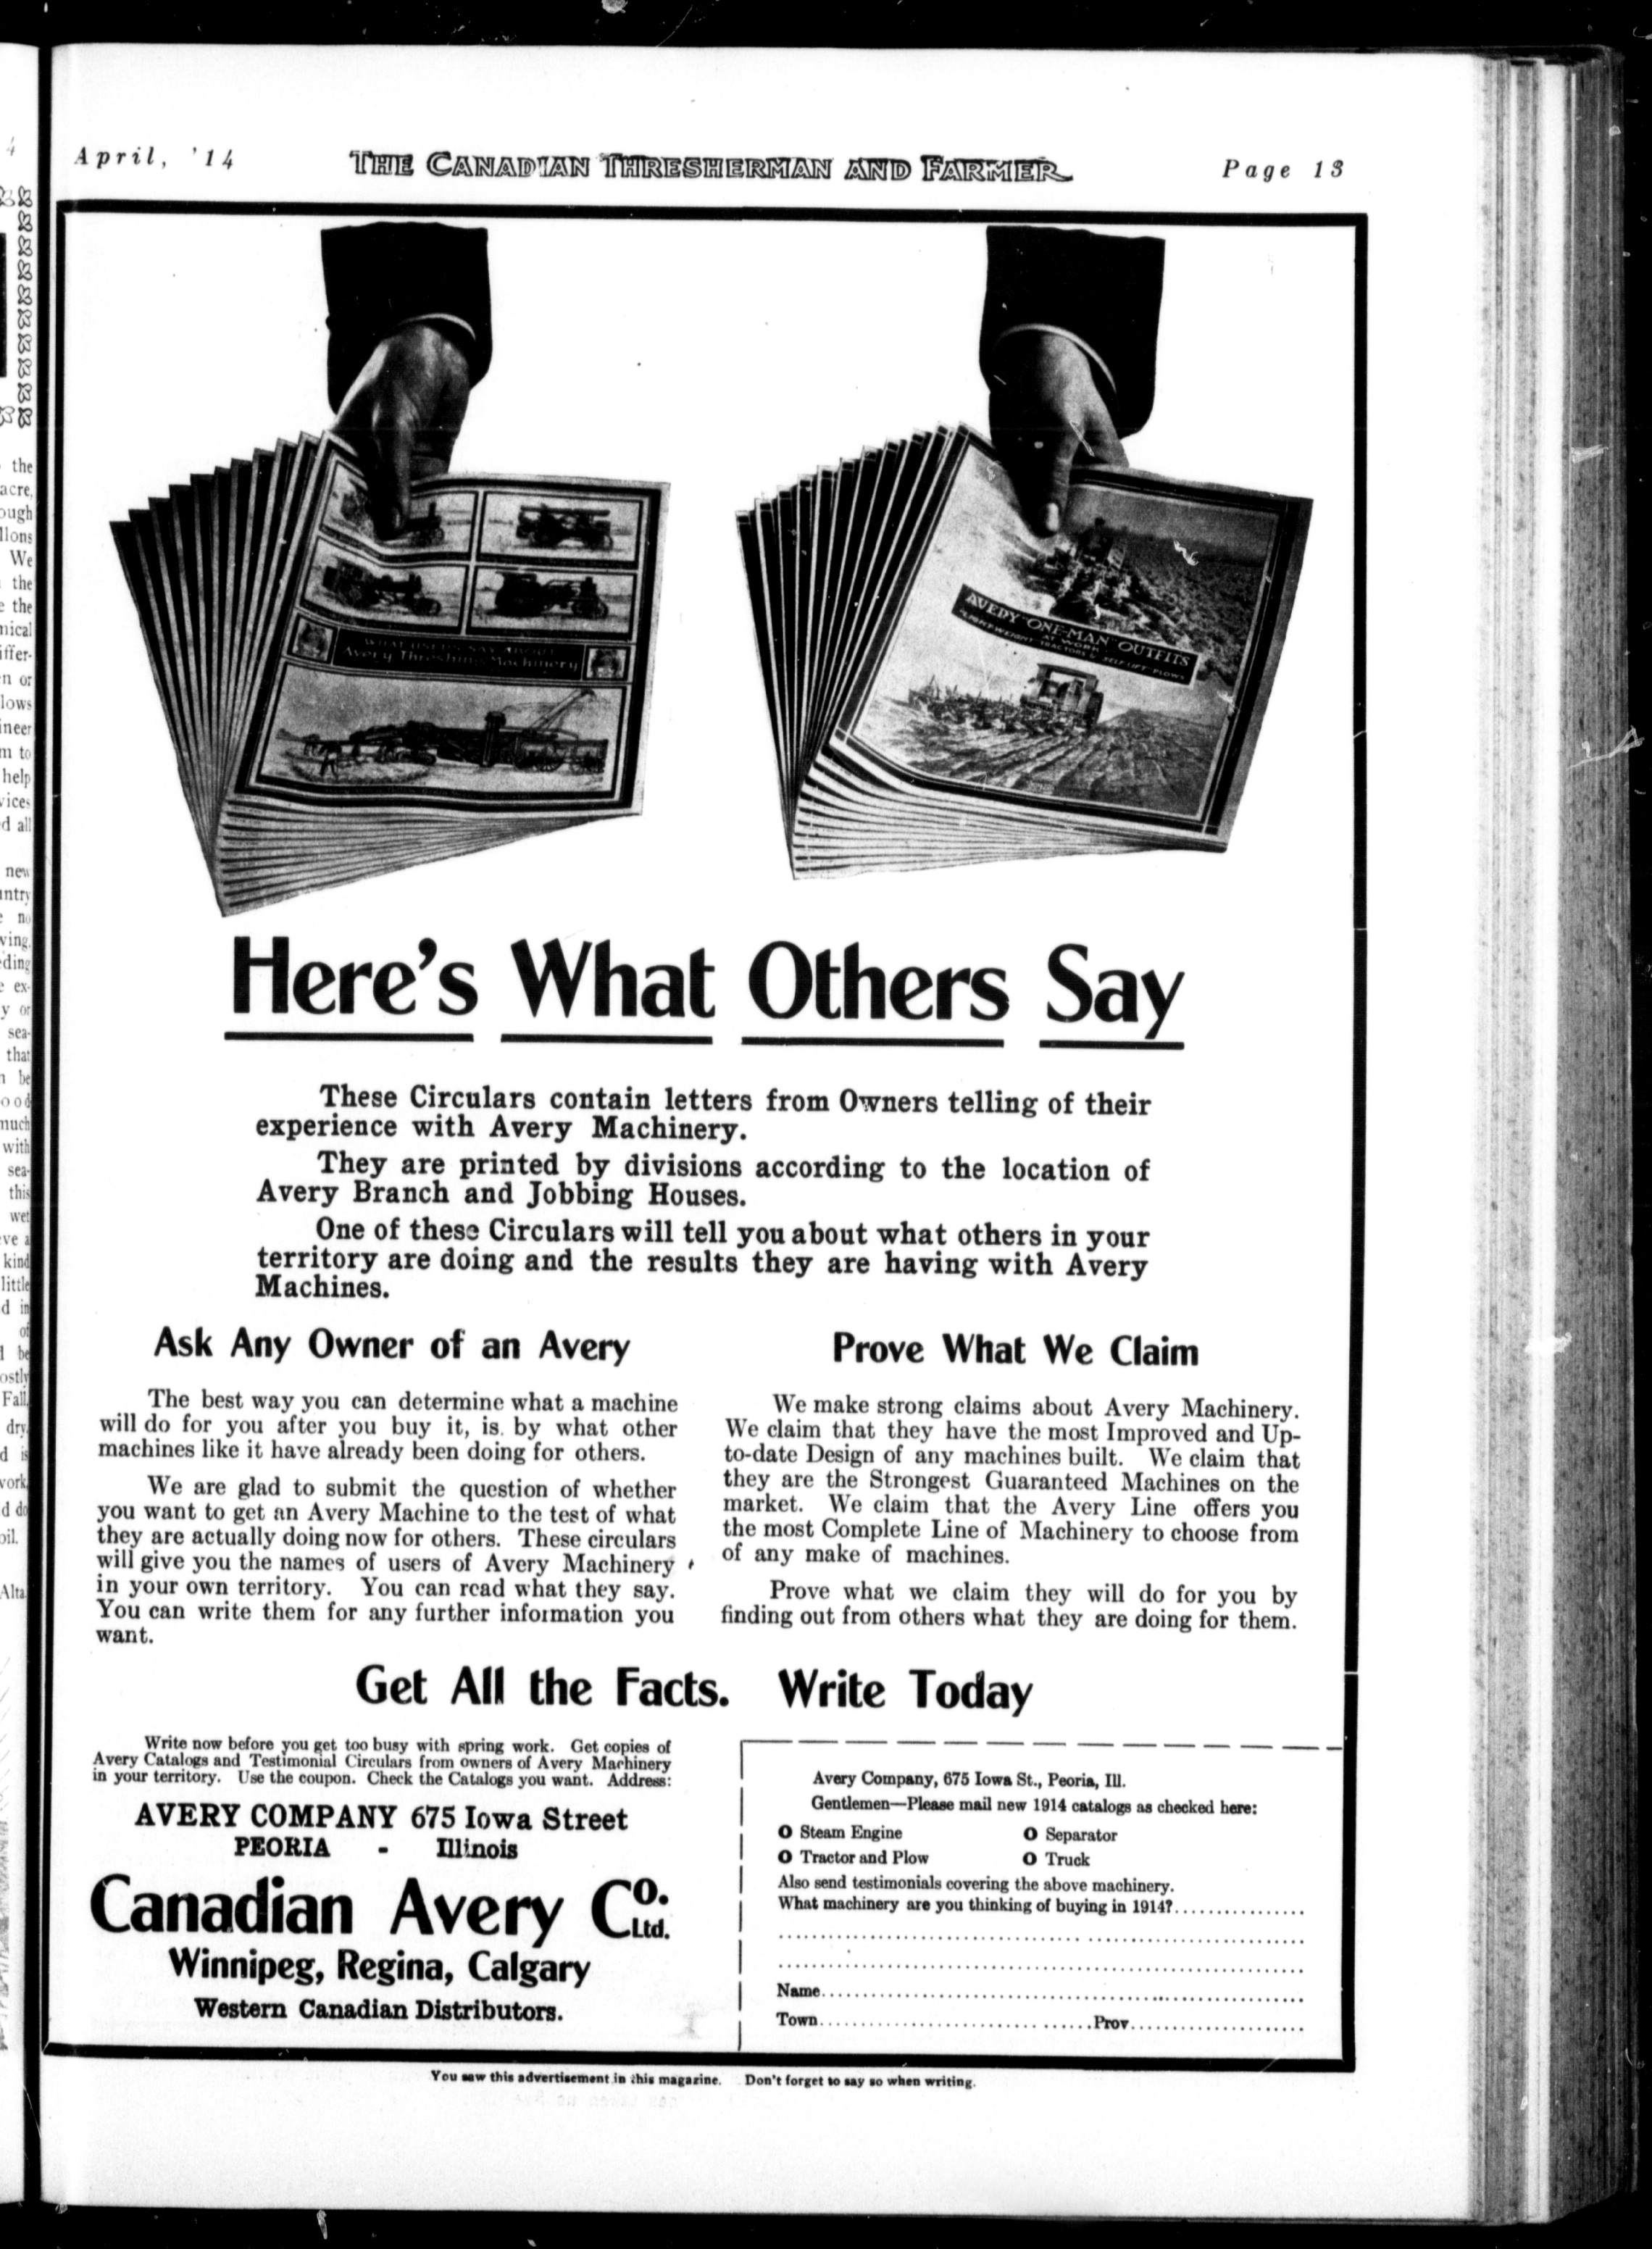 April, '14
THE CANADIAN THRESHERMAN AND FARMER
Page 13
WHAT USERS SAY ABOUT
Avery Threshing Machinery
AVERY "ONE-MAN" OUTFITS
AT WORK
"LIGHT-WEIGHT" TRACTORS & "SELF-LIFT" PLOWS
Here's What Others Say
These Circulars contain letters from Owners telling of their
experience with Avery Machinery.
They are printed by divisions according to the location of
Avery Branch and Jobbing Houses.
One of these Circulars will tell you about what others in your
territory are doing and the results they are having with Avery
Machines.
Ask Any Owner of an Avery
The best way you can determine what a machine
will do for you after you buy it, is. by what other
machines like it have already been doing for others.
We are glad to submit the question of whether
you want to get an Avery Machine to the test of what
they are actually doing now for others. These circulars
will give you the names of users of Avery Machinery
in your own territory. You can read what they say.
You can write them for any further information you
want.
Prove What We Claim
We make strong claims about Avery Machinery.
We claim that they have the most Improved and Up-
to-date Design of any machines built. We claim that
they are the Strongest Guaranteed Machines on the
market. We claim that the Avery Line offers you
the most Complete Line of Machinery to choose from
of any make of machines.
Prove what we claim they will do for you by
finding out from others what they are doing for them.
Get All the Facts. Write Today
Write now before you get too busy with spring work. Get copies of
Avery Catalogs and Testimonial Circulars from owners of Avery Machinery
in your territory. Use the coupon. Check the Catalogs you want. Address:
AVERY COMPANY 675 Iowa Street
PEORIA - Illinois
Canadian Avery Co. Ltd.
Winnipeg, Regina, Calgary
Western Canadian Distributors.
Avery Company, 675 Iowa St., Peoria, Ill.
Gentlemen—Please mail new 1914 catalogs as checked here:
O Steam Engine O Separator
O Tractor and Plow O Truck
Also send testimonials covering the above machinery.
What machinery are you thinking of buying in 1914?................
Name................
Town................Prov................
You saw this advertisement in this magazine. Don't forget to say so when writing.